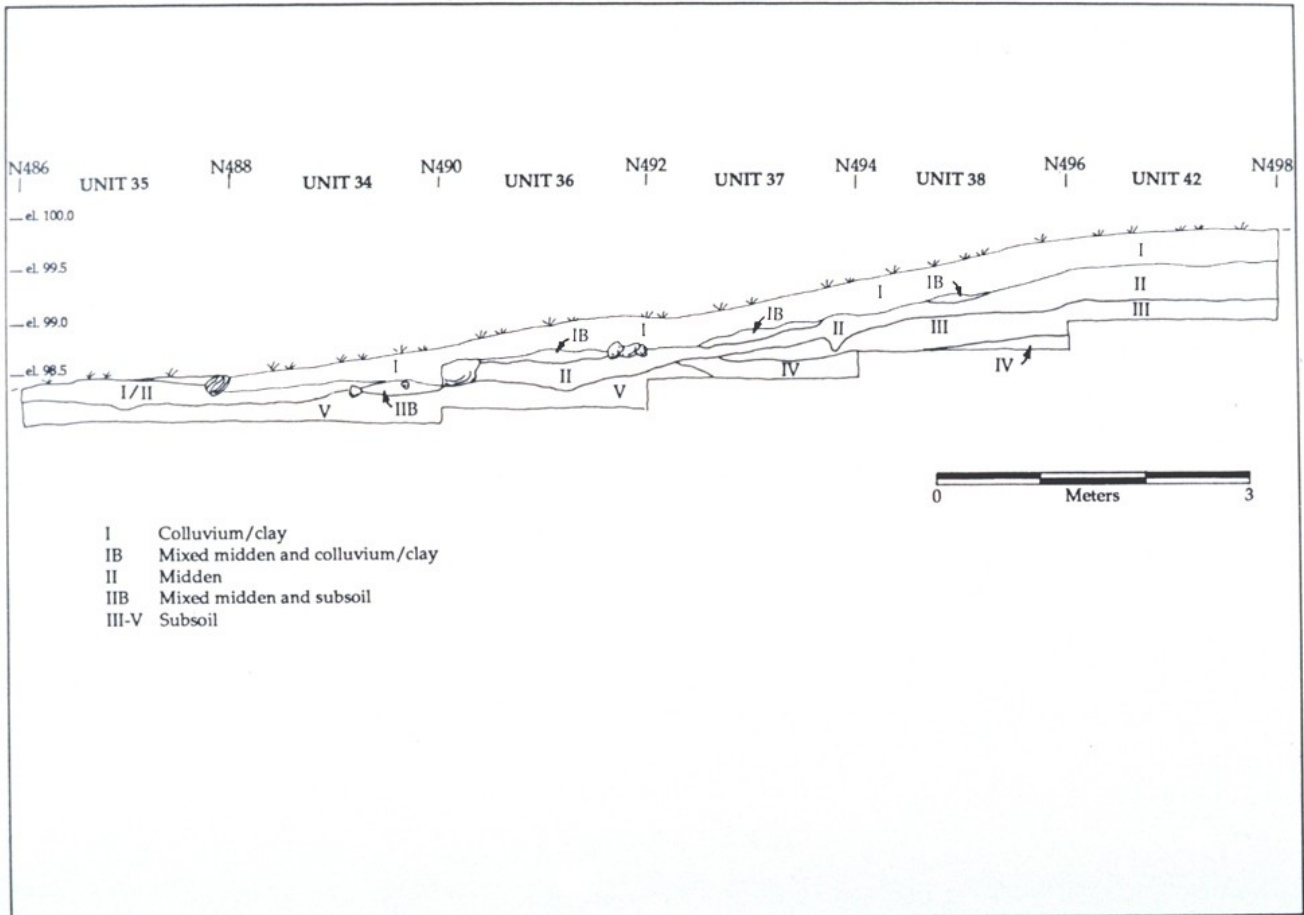 N486 N488 N490 N492 N494 N496 N498
UNIT 35 UNIT 34 UNIT 36 UNIT 37 UNIT 38 UNIT 42
el. 100.0
el. 99.5
el. 99.0
el. 98.5
I
IB
I
II
III
IB
I
IB
II
III
I
IB
II
IV
IV
I
II
V
I/II
V
IIB
0 Meters 3
I Colluvium/clay
IB Mixed midden and colluvium/clay
II Midden
IIB Mixed midden and subsoil
III-V Subsoil